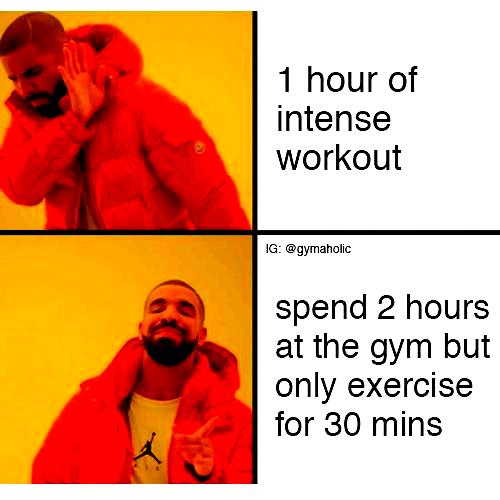 1 hour of
intense
workout
IG: @gymaholic
spend 2 hours
at the gym but
only exercise
for 30 mins